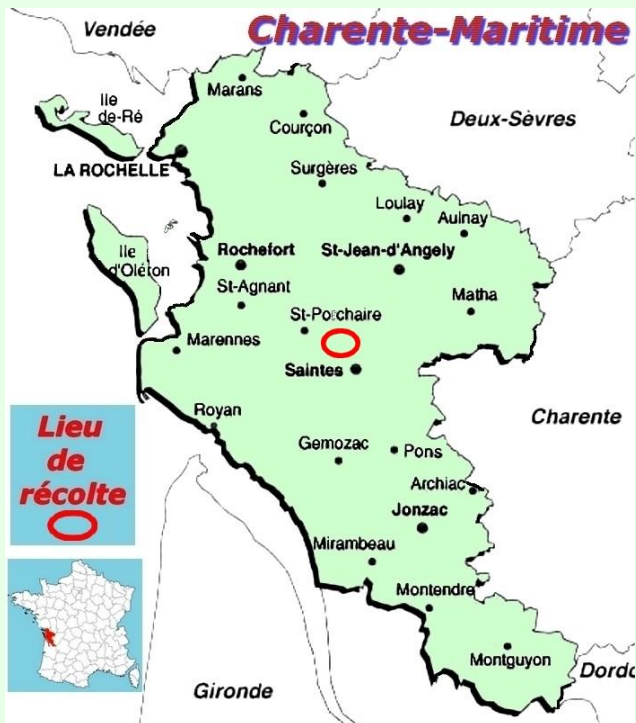 Charente-Maritime
Vendée
Marans
Ile
de-Ré
Courçon
Deux-Sèvres
LA ROCHELLE
Surgères
Loulay
Aulnay
Ile
d'Oléron
Rochefort
St-Jean-d'Angely
St-Agnant
Matha
St-Porchaire
Marennes
Saintes
Royan
Charente
Lieu
de
récolte
Gemozac
Pons
Archiac
Jonzac
Mirambeau
Montendre
Montguyon
Dordo
Gironde